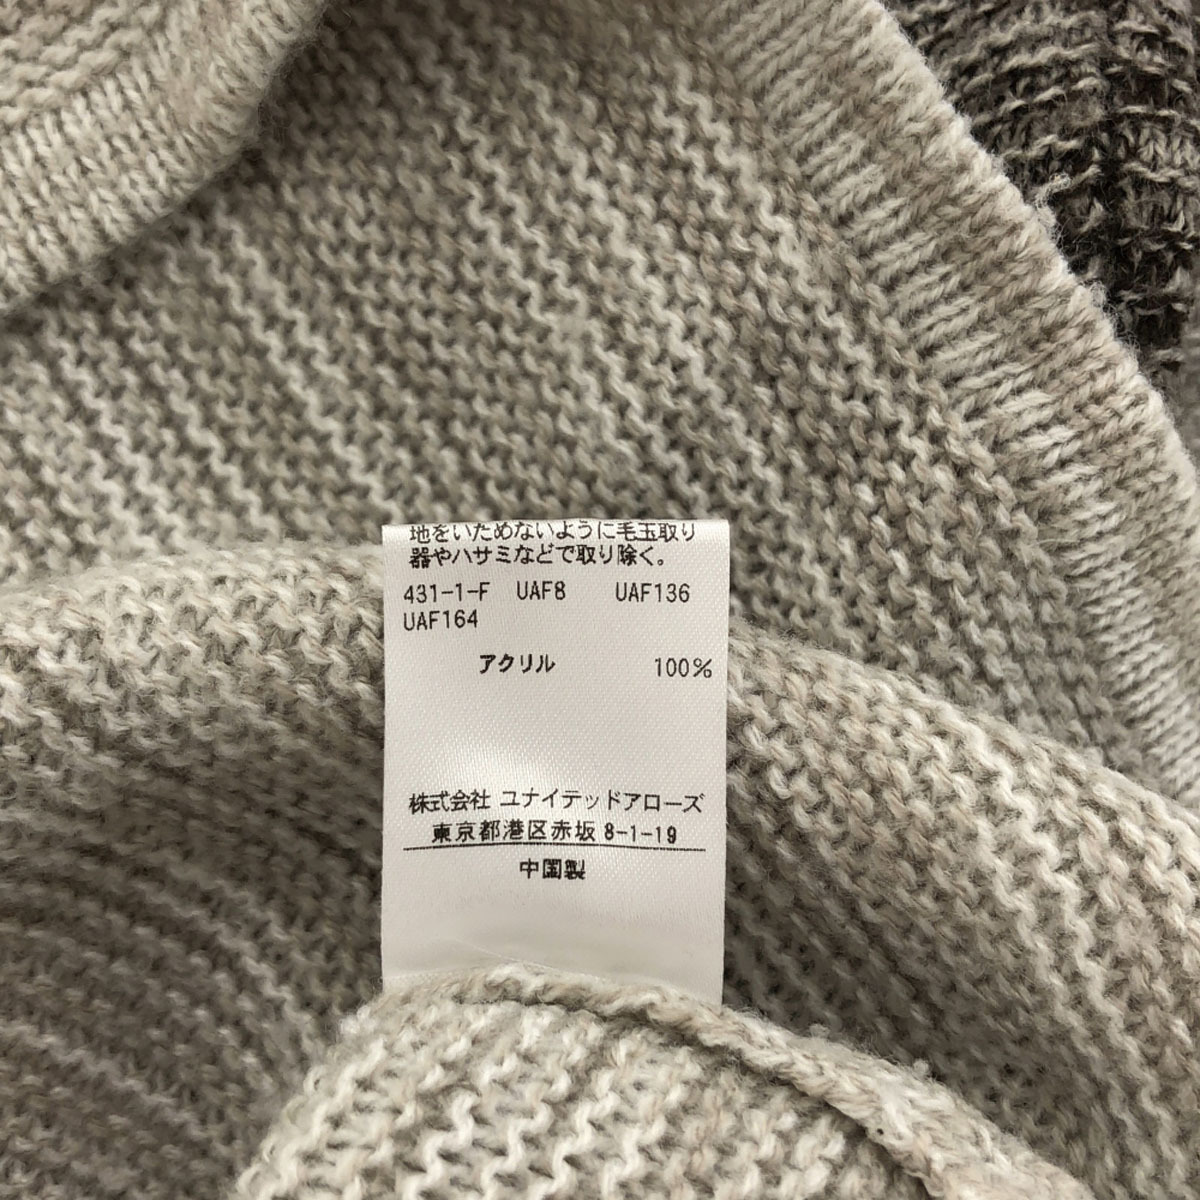 地をいためないように毛玉取り
器やハサミなどで取り除く。
431-1-F UAF8 UAF136
UAF164
アクリル 100%
株式会社 ユナイテッドアローズ
東京都港区赤坂 8-1-19
中国製